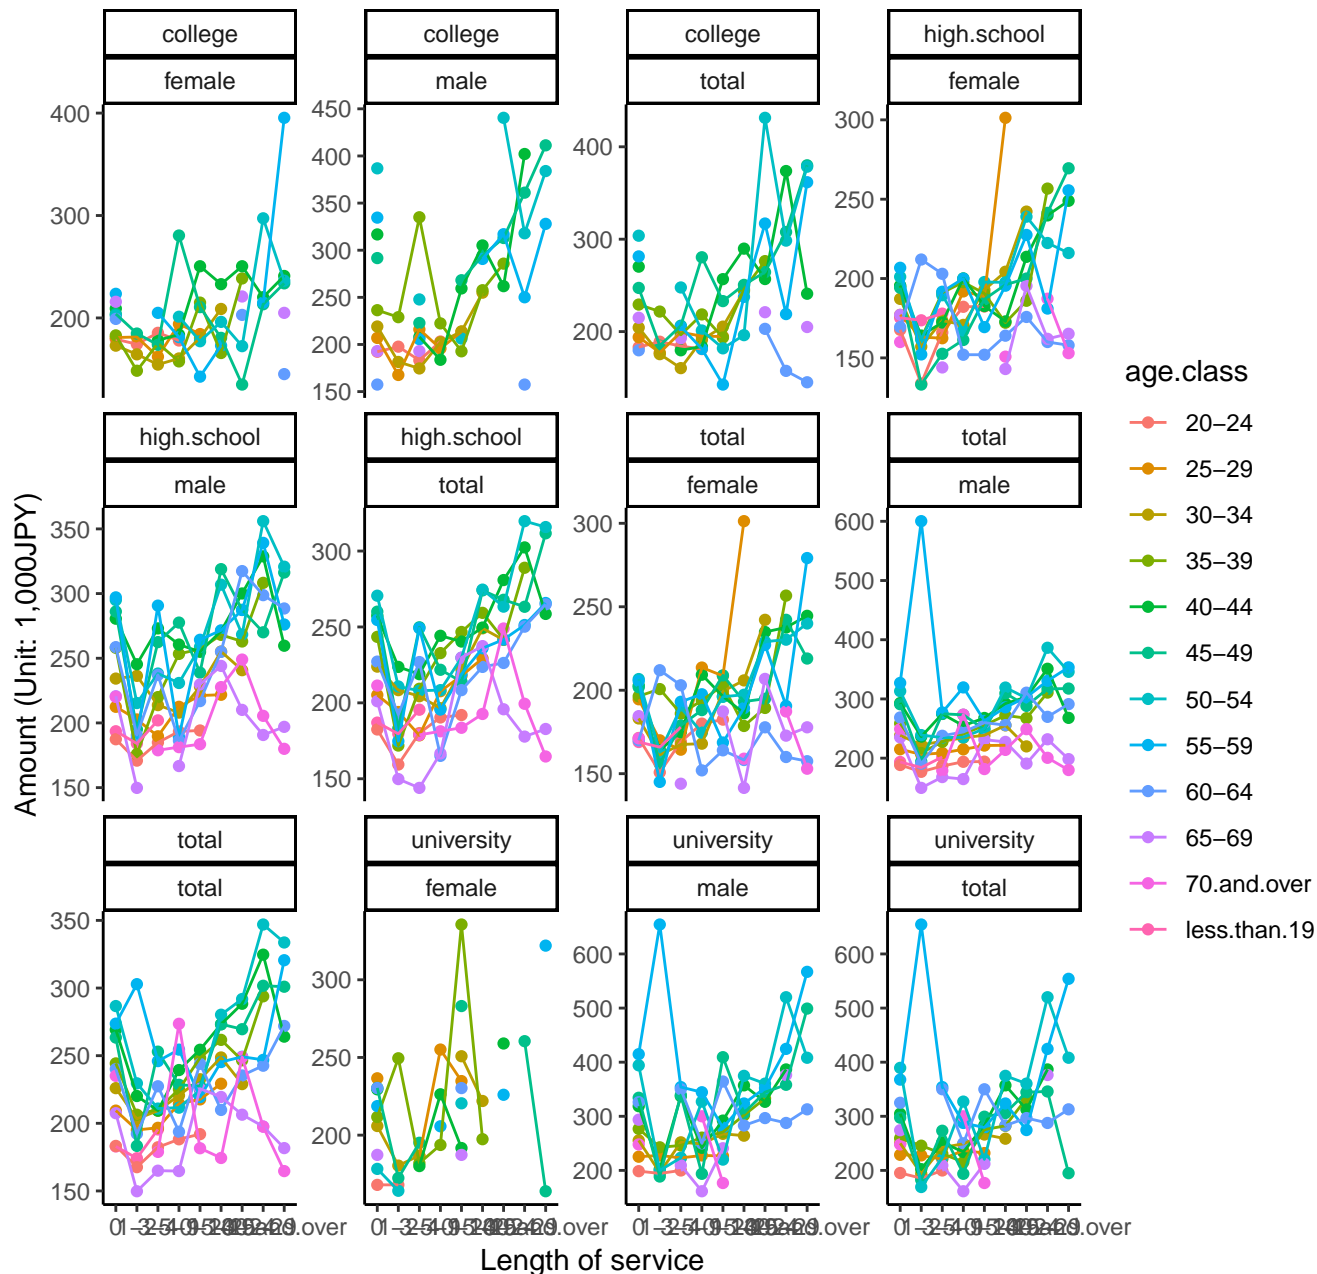 college
female
college
male
college
total
high.school
female
400
300
200
450
400
350
300
250
200
150
400
300
200
300
250
200
150
high.school
male
high.school
total
total
female
total
male
350
300
250
200
150
300
250
200
150
300
250
200
150
600
500
400
300
200
total
total
university
female
university
male
university
total
350
300
250
200
150
300
250
200
600
500
400
300
200
600
500
400
300
200
Length of service
Amount (Unit: 1,000JPY)
age.class
20−24
25−29
30−34
35−39
40−44
45−49
50−54
55−59
60−64
65−69
70.and.over
less.than.19